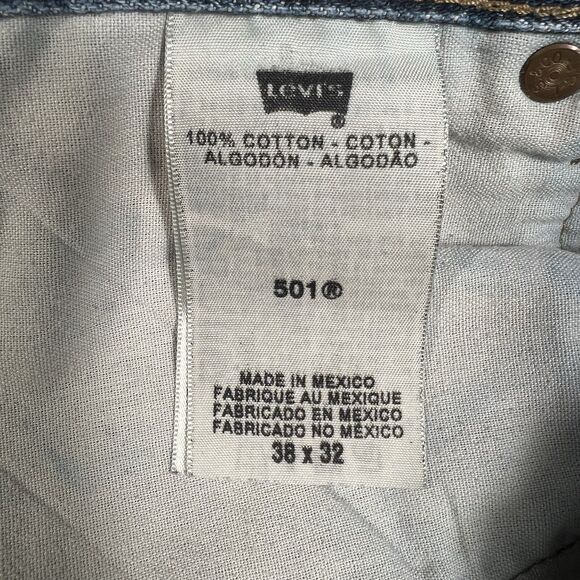 Levi's
®
100% COTTON - COTON -
ALGODÓN - ALGODÃO
501®
MADE IN MEXICO
FABRIQUE AU MEXIQUE
FABRICADO EN MÉXICO
FABRICADO NO MÉXICO
38 x 32